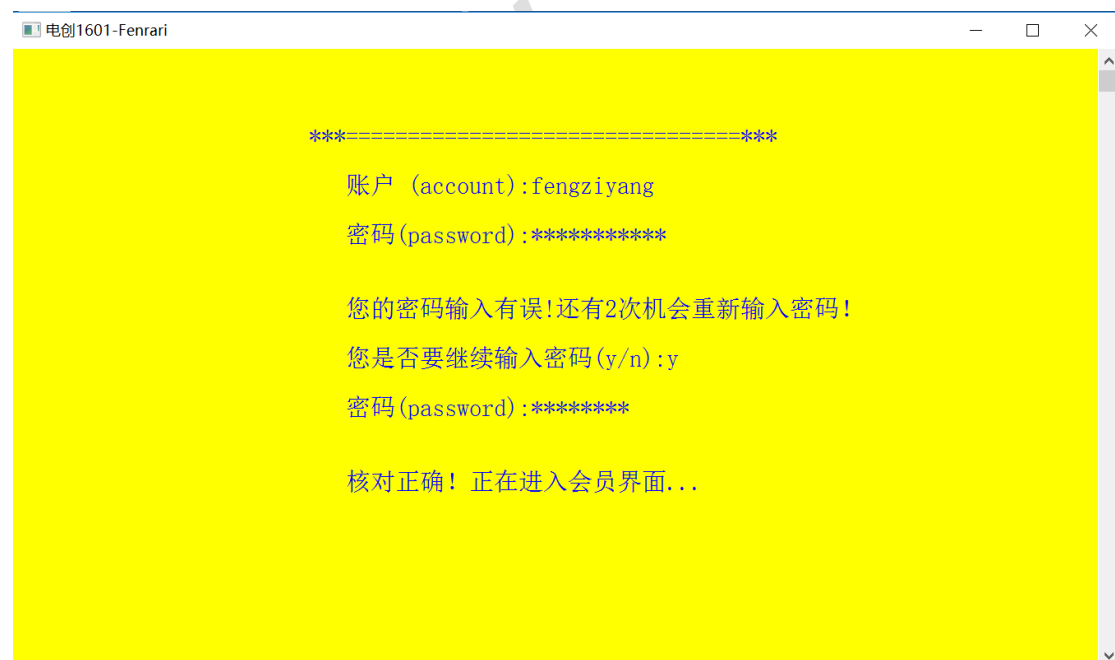 电创1601-Fenrari
***================================***
账户 (account):fengziyang
密码(password):***********
您的密码输入有误!还有2次机会重新输入密码！
您是否要继续输入密码(y/n):y
密码(password):********
核对正确！正在进入会员界面...